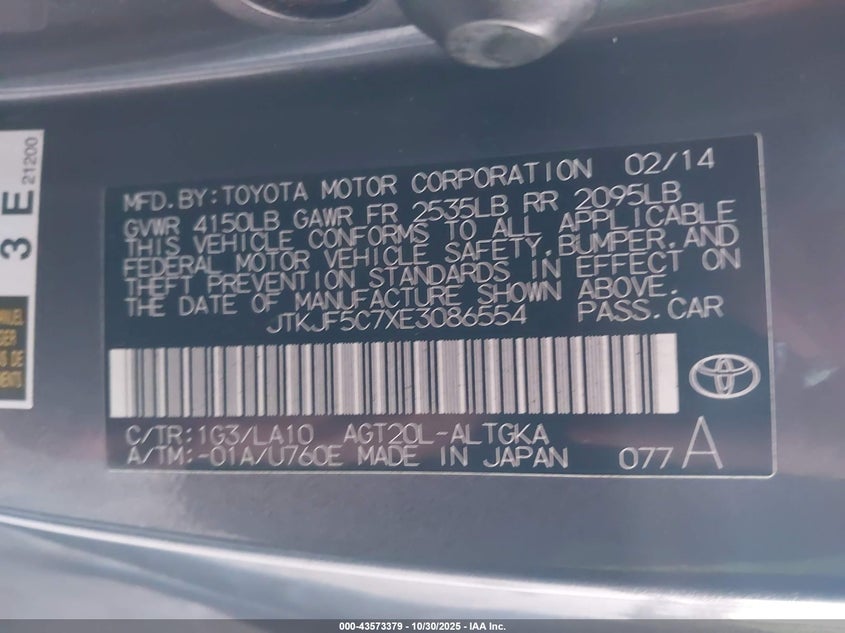 3 E
21200
MFD.BY:TOYOTA MOTOR CORPORATION 02/14
GVWR 4150LB GAWR FR 2535LB RR 2095LB
THIS VEHICLE CONFORMS TO ALL APPLICABLE
FEDERAL MOTOR VEHICLE SAFETY,BUMPER,AND
THEFT PREVENTION STANDARDS IN EFFECT ON
THE DATE OF MANUFACTURE SHOWN ABOVE.
JTKJF5C7XE3086554 PASS.CAR
C/TR:1G3/LA10 AGT20L-ALTGKA
A/TM:-01A/U760E MADE IN JAPAN 077 A
000-43573379 - 10/30/2025 - IAA Inc.